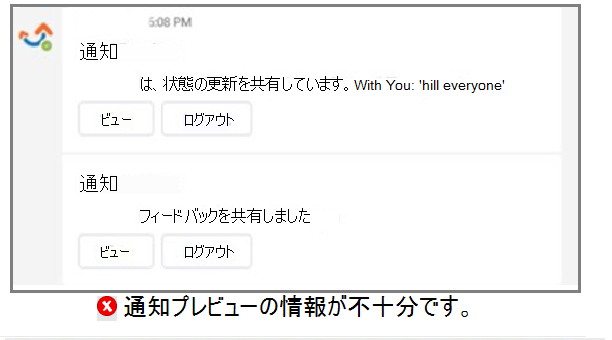 5:08 PM
通知
は、状態の更新を共有しています。With You: 'hill everyone'
ビュー ログアウト
通知
フィードバックを共有しました
ビュー ログアウト
通知プレビューの情報が不十分です。